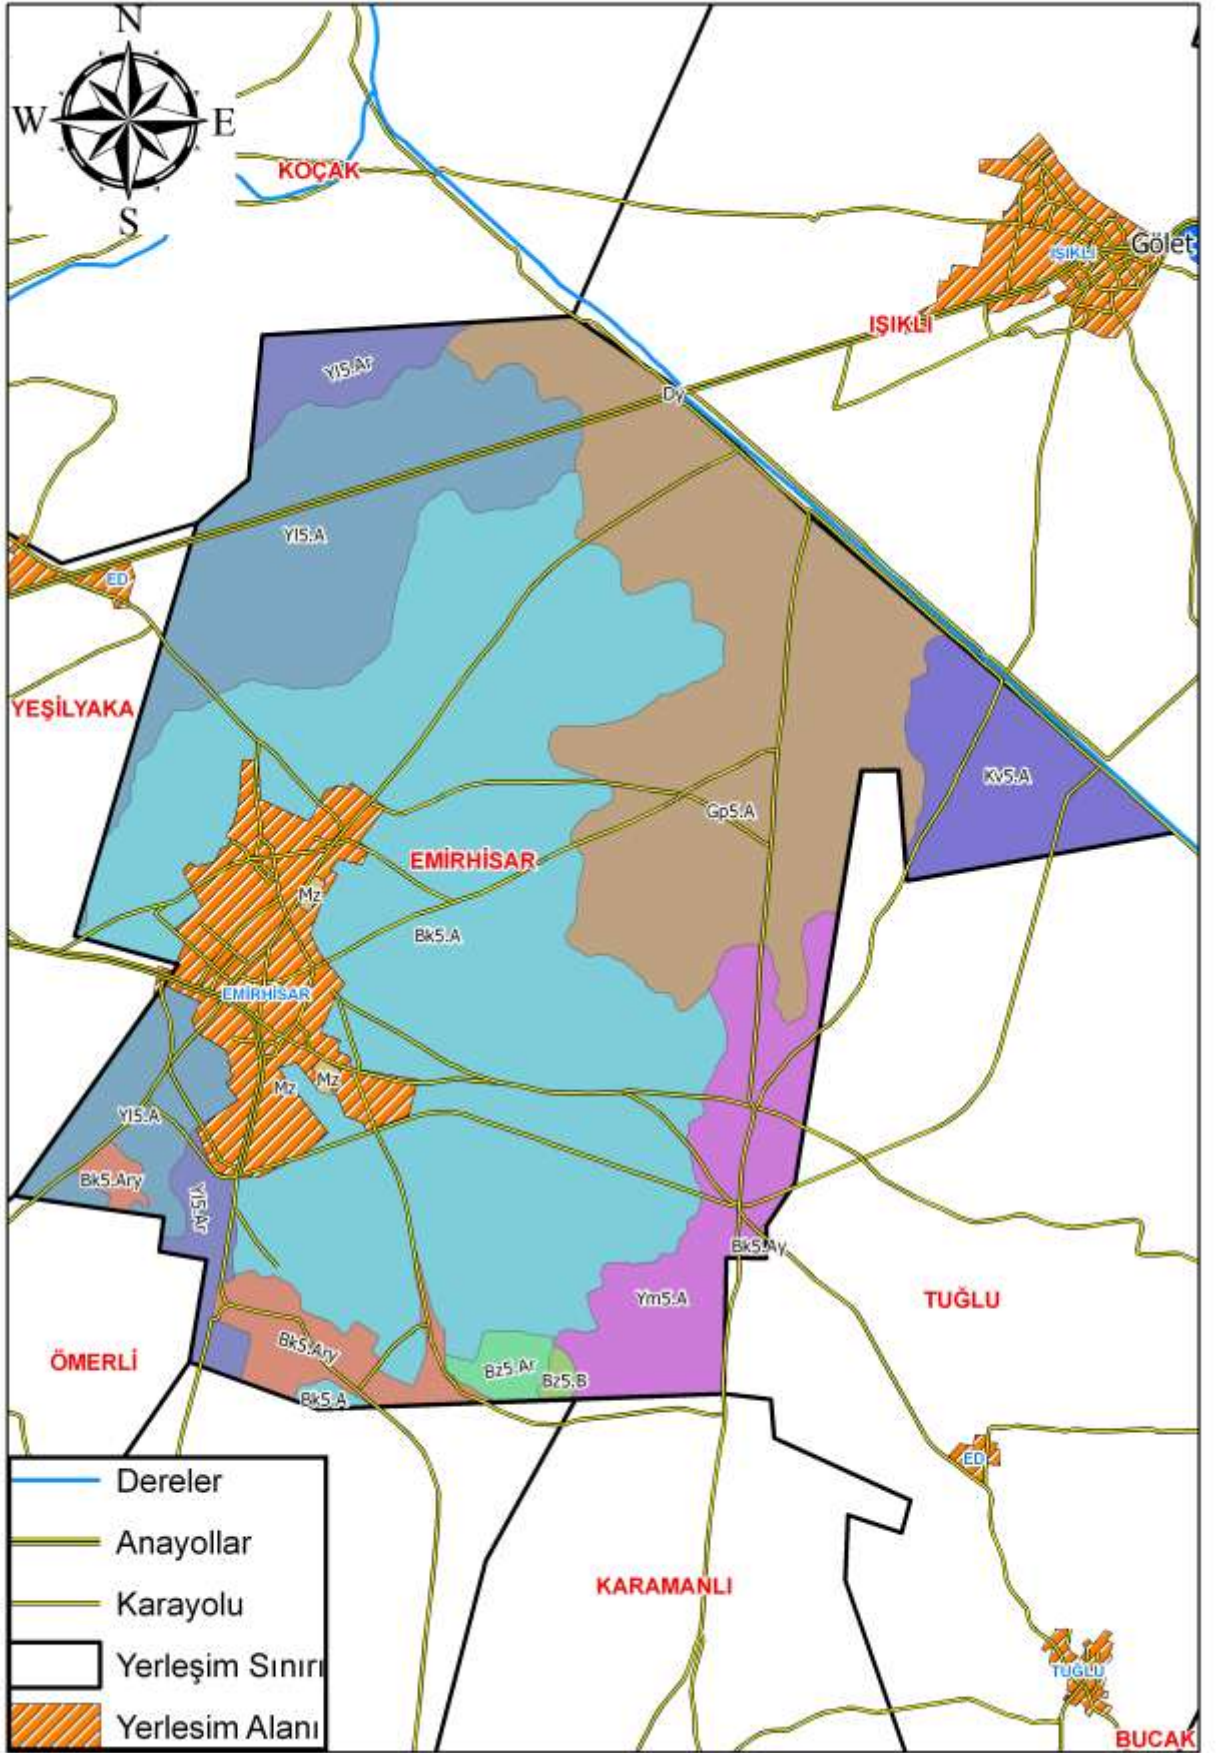 N
W
E
S
KOÇAK
IŞIKLI
Gölet
IŞIKLI
Yl5.Ar
Dy
Yl5.A
ED
YEŞİLYAKA
Kv5.A
Gp5.A
EMİRHİSAR
Mz
Bk5.A
EMİRHİSAR
Mz
Mz
Yl5.A
Bk5.Ary
Yl5.Ar
Bk5.Ay
Ym5.A
TUĞLU
Bk5.Ary
ÖMERLİ
Bz5.Ar
Bz5.B
Bk5.A
ED
Dereler
Anayollar
Karayolu
Yerleşim Sınırı
Yerlesim Alanı
KARAMANLI
TUĞLU
BUCAK